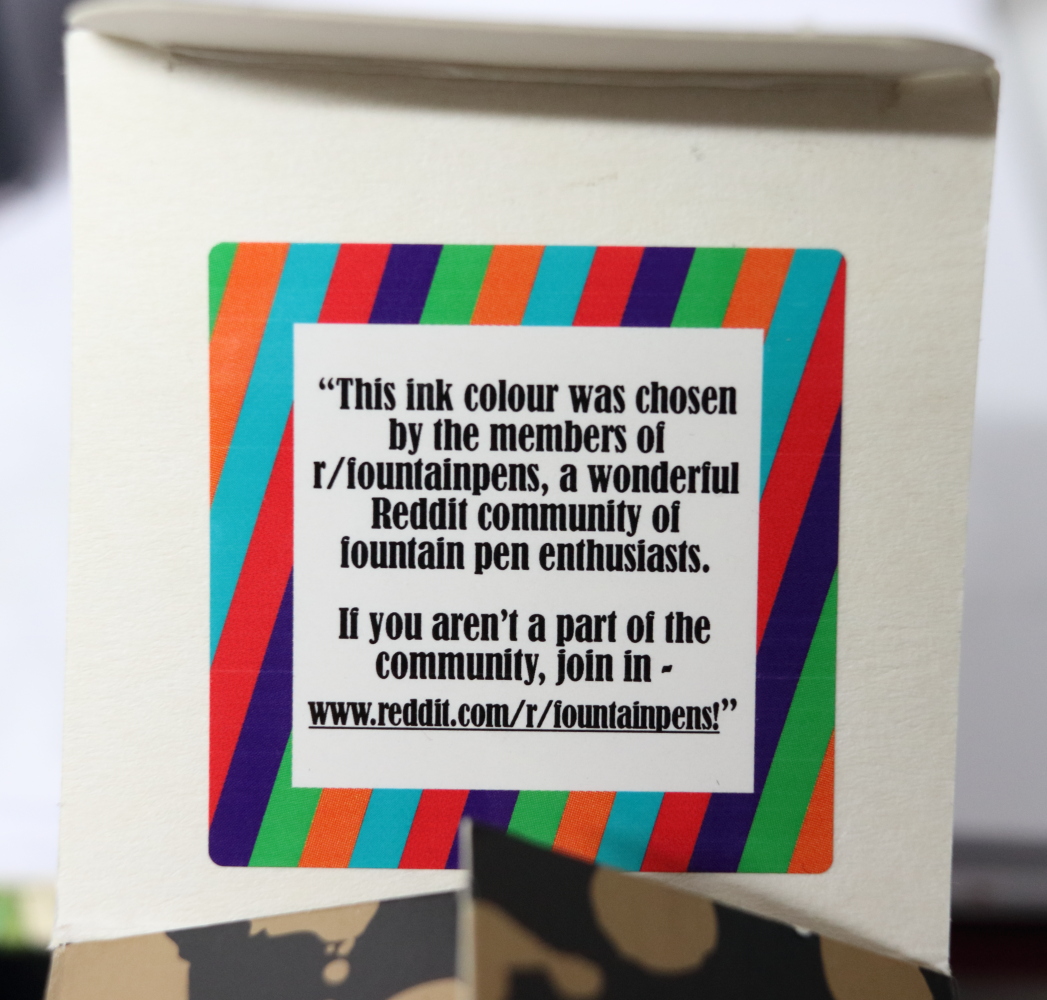 “This ink colour was chosen
by the members of
r/fountainpens, a wonderful
Reddit community of
fountain pen enthusiasts.
If you aren’t a part of the
community, join in -
www.reddit.com/r/fountainpens!”